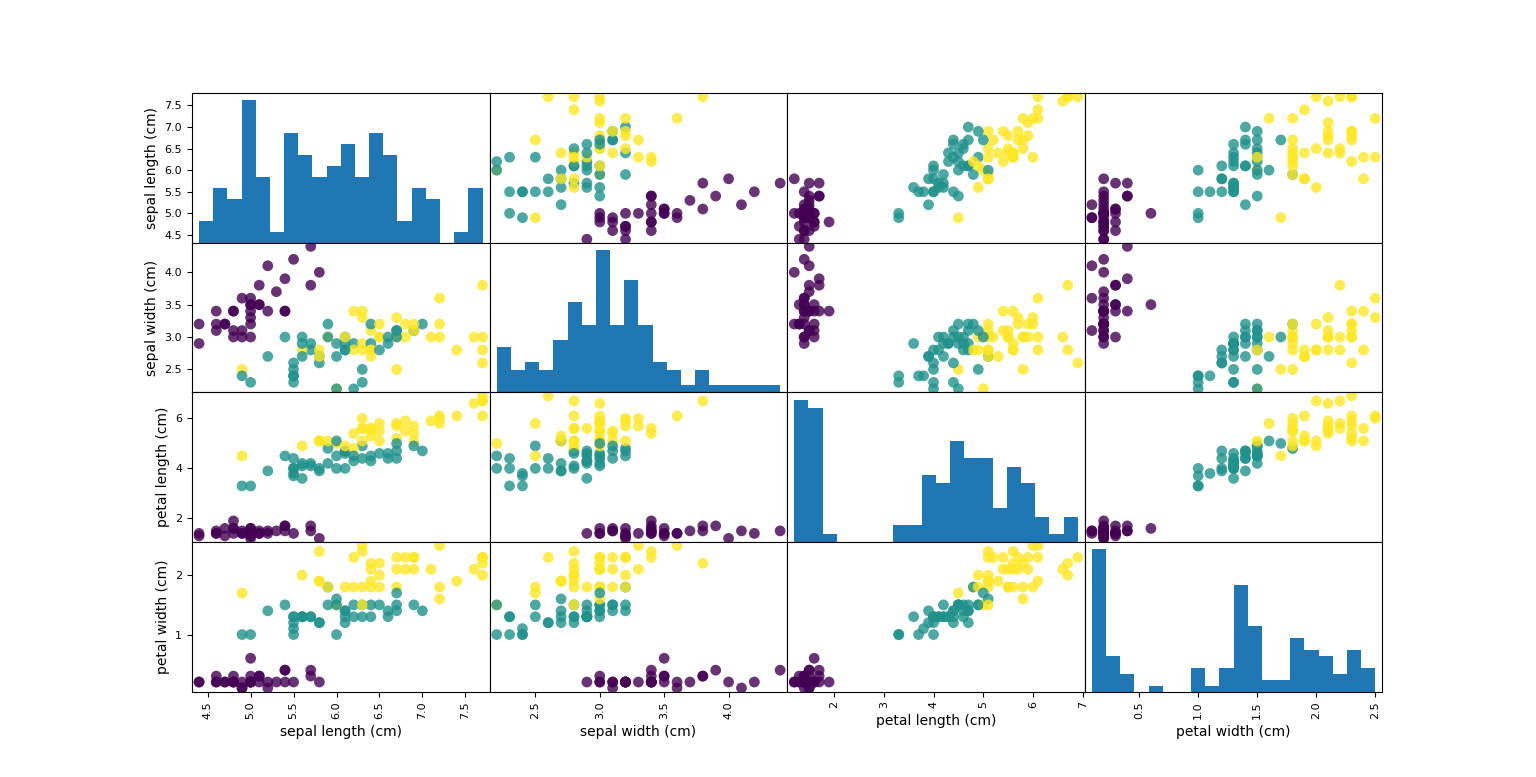 sepal length (cm)
7.5
7.0
6.5
6.0
5.5
5.0
4.5
sepal width (cm)
4.0
3.5
3.0
2.5
petal length (cm)
6
4
2
petal width (cm)
2
1
4.5 5.0 5.5 6.0 6.5 7.0 7.5
sepal length (cm)
2.5 3.0 3.5 4.0
sepal width (cm)
2 3 4 5 6 7
petal length (cm)
0.5 1.0 1.5 2.0 2.5
petal width (cm)